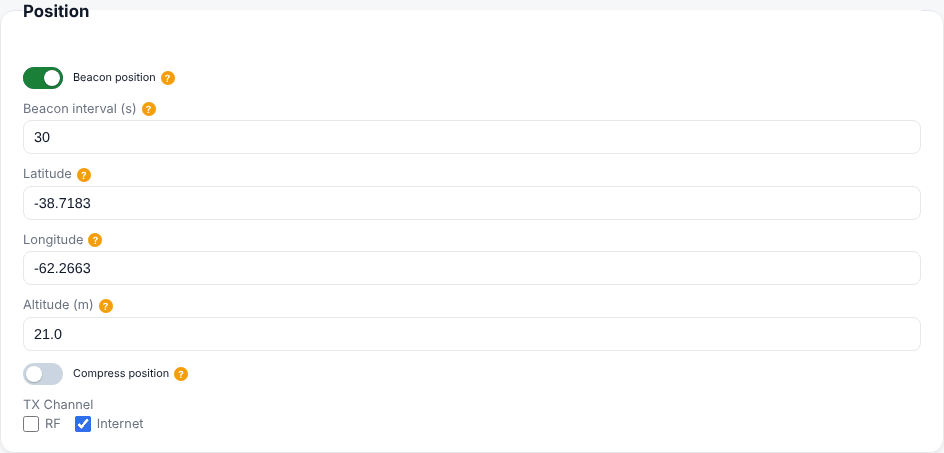 Position
Beacon position ?
Beacon interval (s) ?
30
Latitude ?
-38.7183
Longitude ?
-62.2663
Altitude (m) ?
21.0
Compress position ?
TX Channel
RF Internet